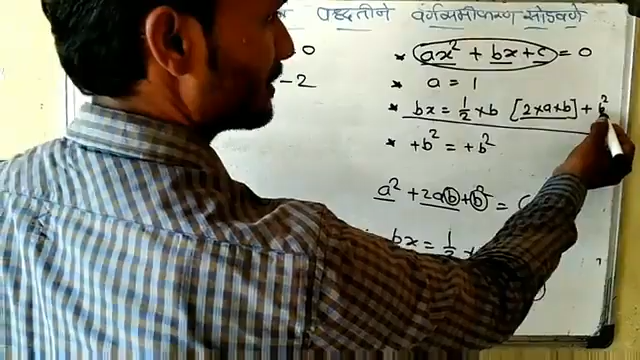 पद्धतीने वर्गसमीकरण सोडवणे
0
* ax² + bx + c = 0
-2
* a = 1
* bx = ½ × b [2×a×b] + b²
* +b² = +b²
a² + 2ab + b² = (
bx = ½ ×